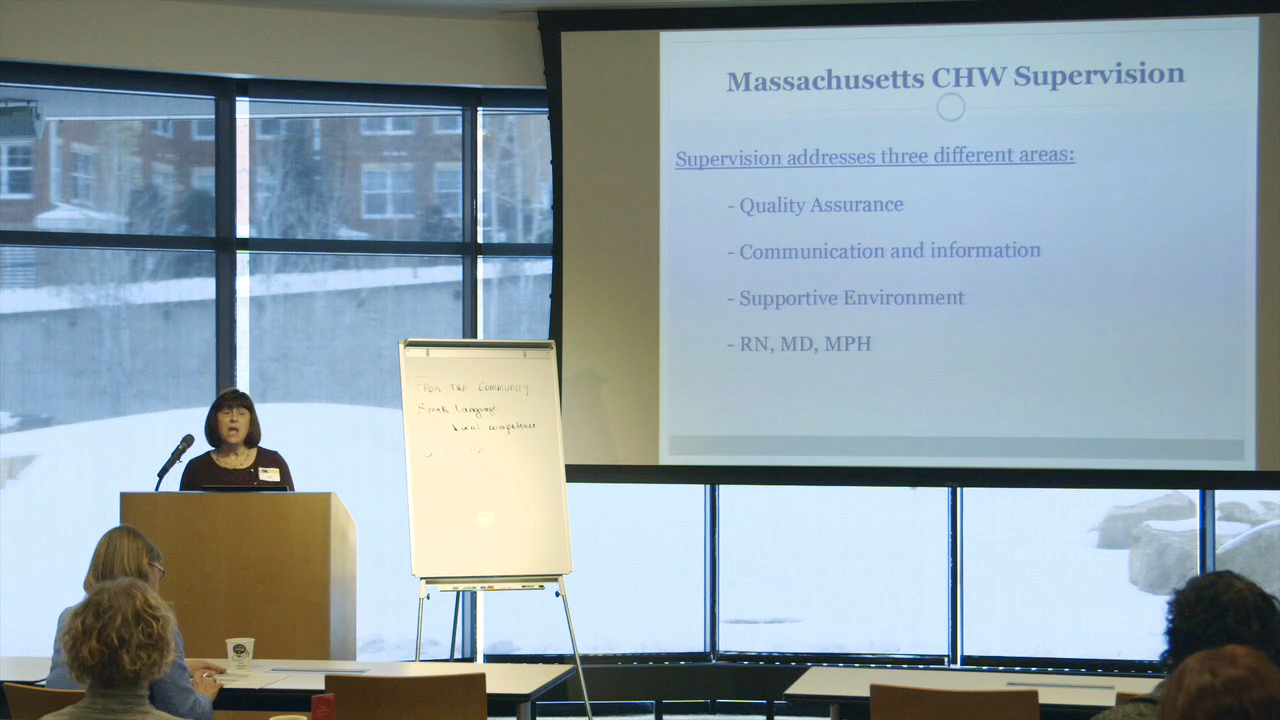 Massachusetts CHW Supervision
Supervision addresses three different areas:
- Quality Assurance
- Communication and information
- Supportive Environment
- RN, MD, MPH
From the Community
Speak Language
competence